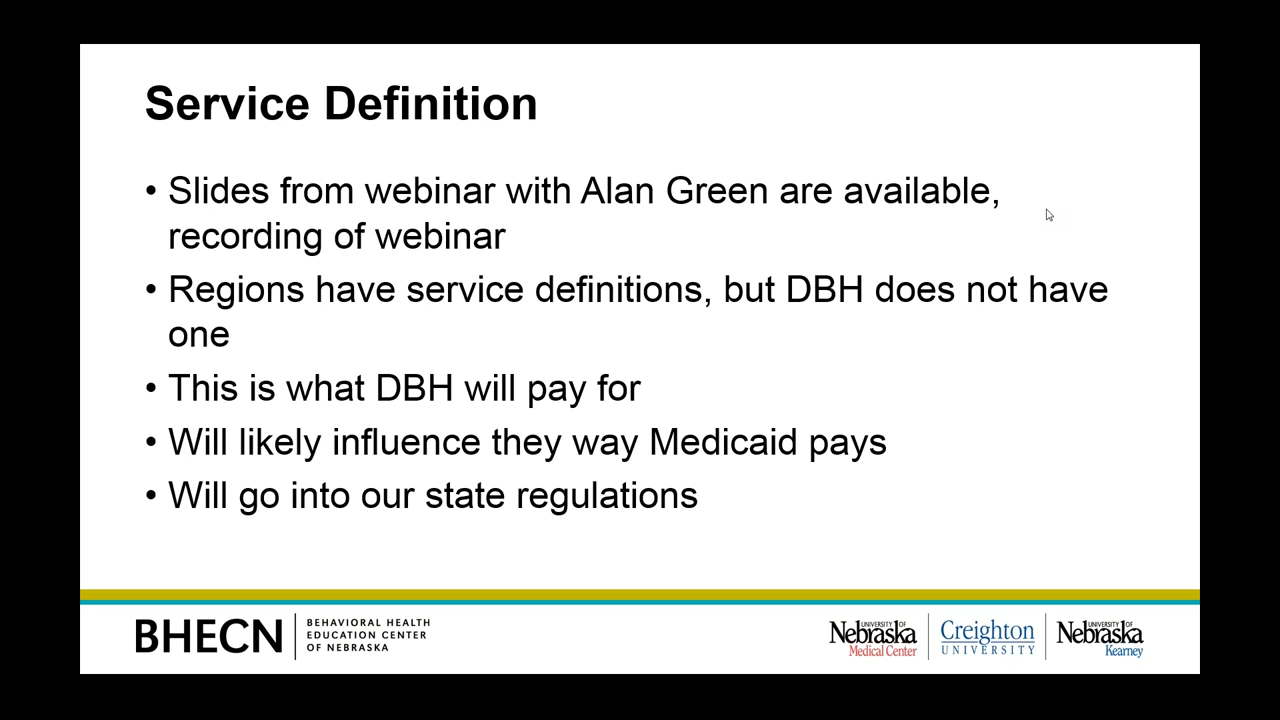 Service Definition
• Slides from webinar with Alan Green are available,
recording of webinar
• Regions have service definitions, but DBH does not have
one
• This is what DBH will pay for
• Will likely influence they way Medicaid pays
• Will go into our state regulations
BHECN
BEHAVIORAL HEALTH
EDUCATION CENTER
OF NEBRASKA
UNIVERSITY OF
Nebraska
Medical Center
Creighton
UNIVERSITY
UNIVERSITY OF
Nebraska
Kearney